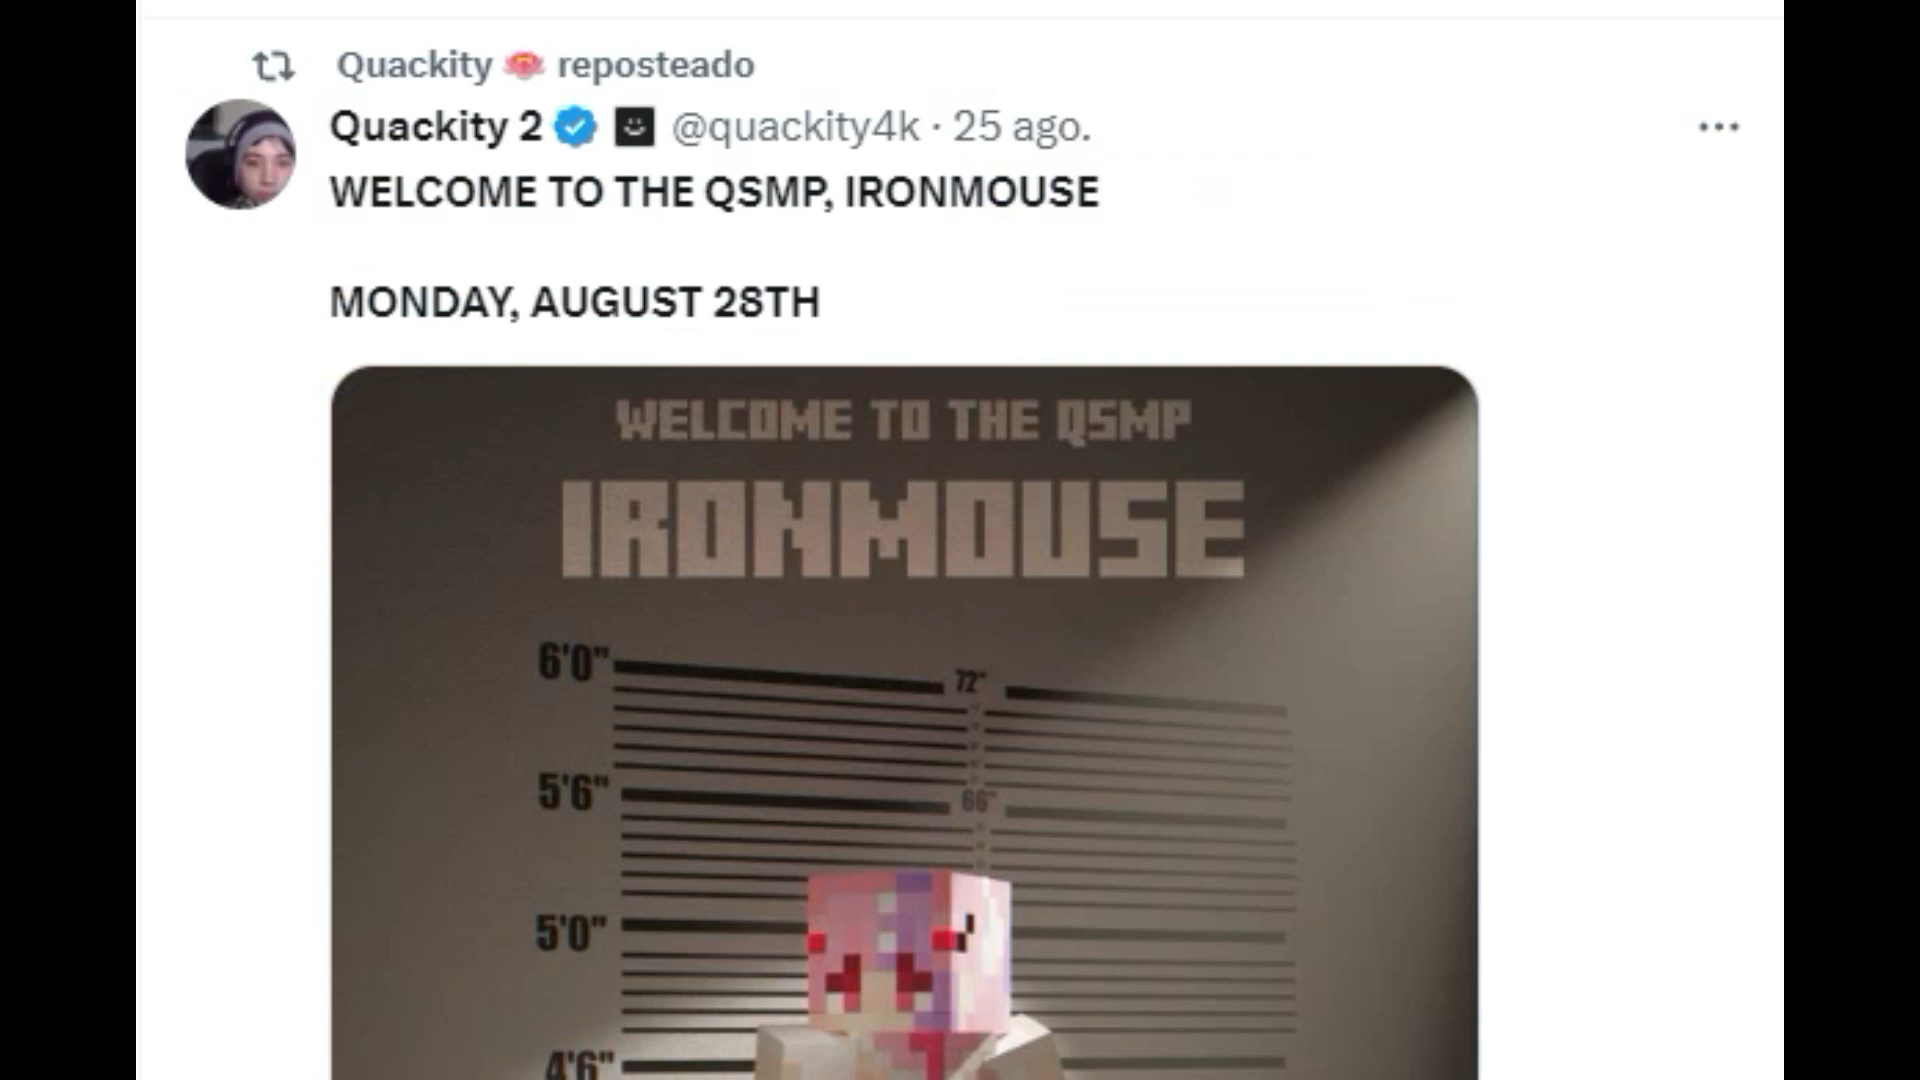 Quackity reposteado
Quackity 2 @quackity4k · 25 ago.
WELCOME TO THE QSMP, IRONMOUSE
MONDAY, AUGUST 28TH
WELCOME TO THE QSMP
IRONMOUSE
6'0" 72"
5'6" 66"
5'0"
4'6"